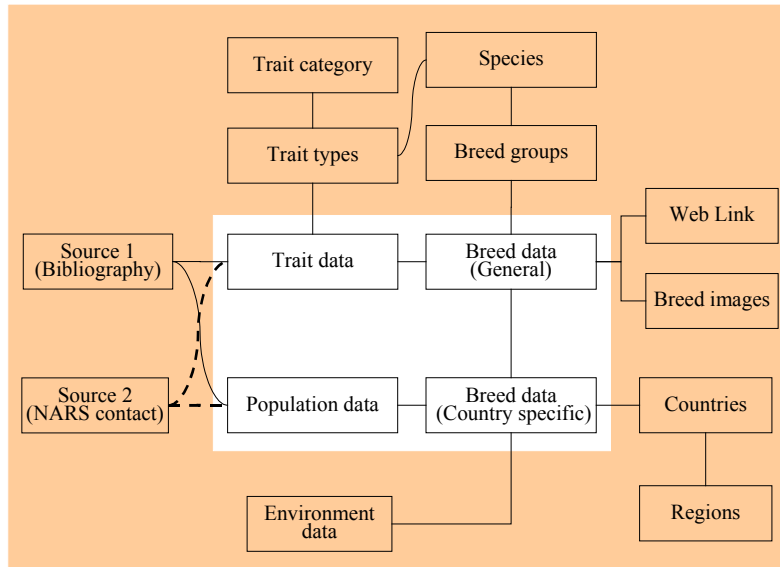 Trait category
Species
Trait types
Breed groups
Web Link
Source 1
(Bibliography)
Trait data
Breed data
(General)
Breed images
Source 2
(NARS contact)
Population data
Breed data
(Country specific)
Countries
Environment
data
Regions